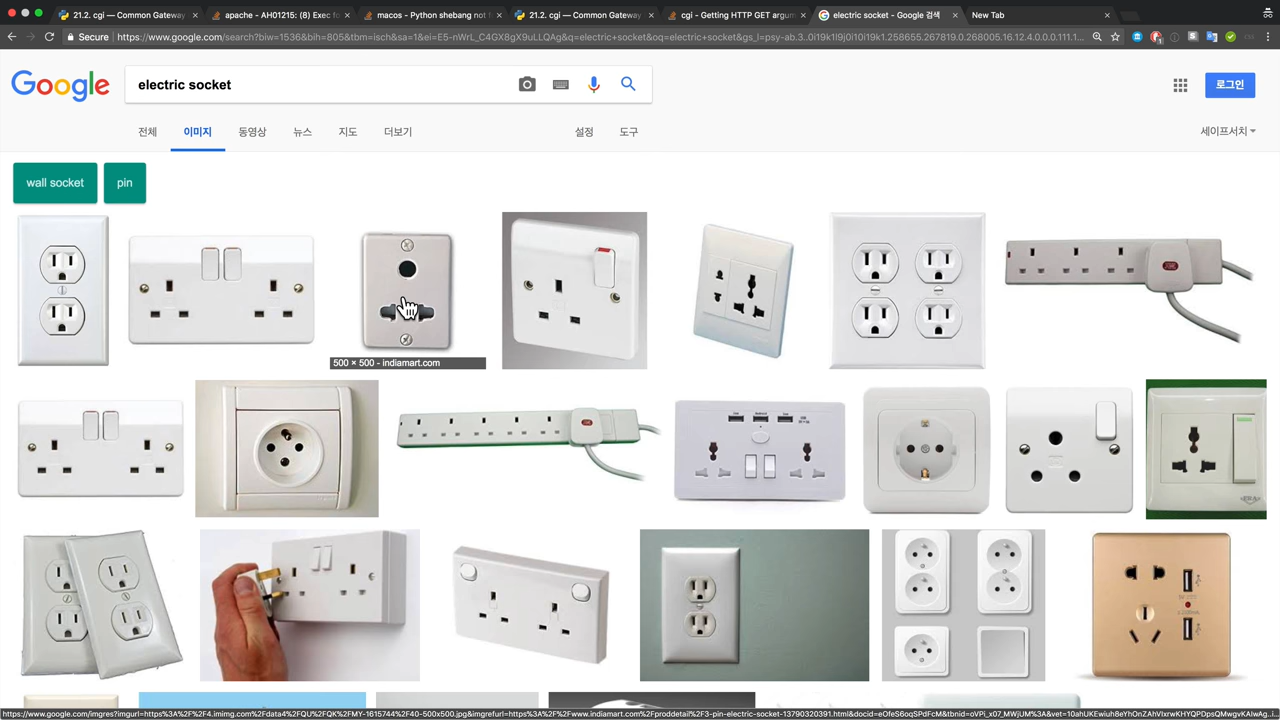 21.2. cgi — Common Gateway
apache - AH01215: (8) Exec fo
macos - Python shebang not
21.2. cgi — Common Gateway
cgi - Getting HTTP GET argum
electric socket - Google 검색
New Tab
Secure
https://www.google.com/search?biw=1536&bih=805&tbm=isch&sa=1&ei=E5-nWrL_C4GX8gX9uLLQAg&q=electric+socket&oq=electric+socket&gs_l=psy-ab.3..0i19k1l9j0i10i19k1.258655.267819.0.268005.16.12.4.0.0.0.111.1...
Google
electric socket
로그인
전체
이미지
동영상
뉴스
지도
더보기
설정
도구
세이프서치
wall socket
pin
500 × 500 - indiamart.com